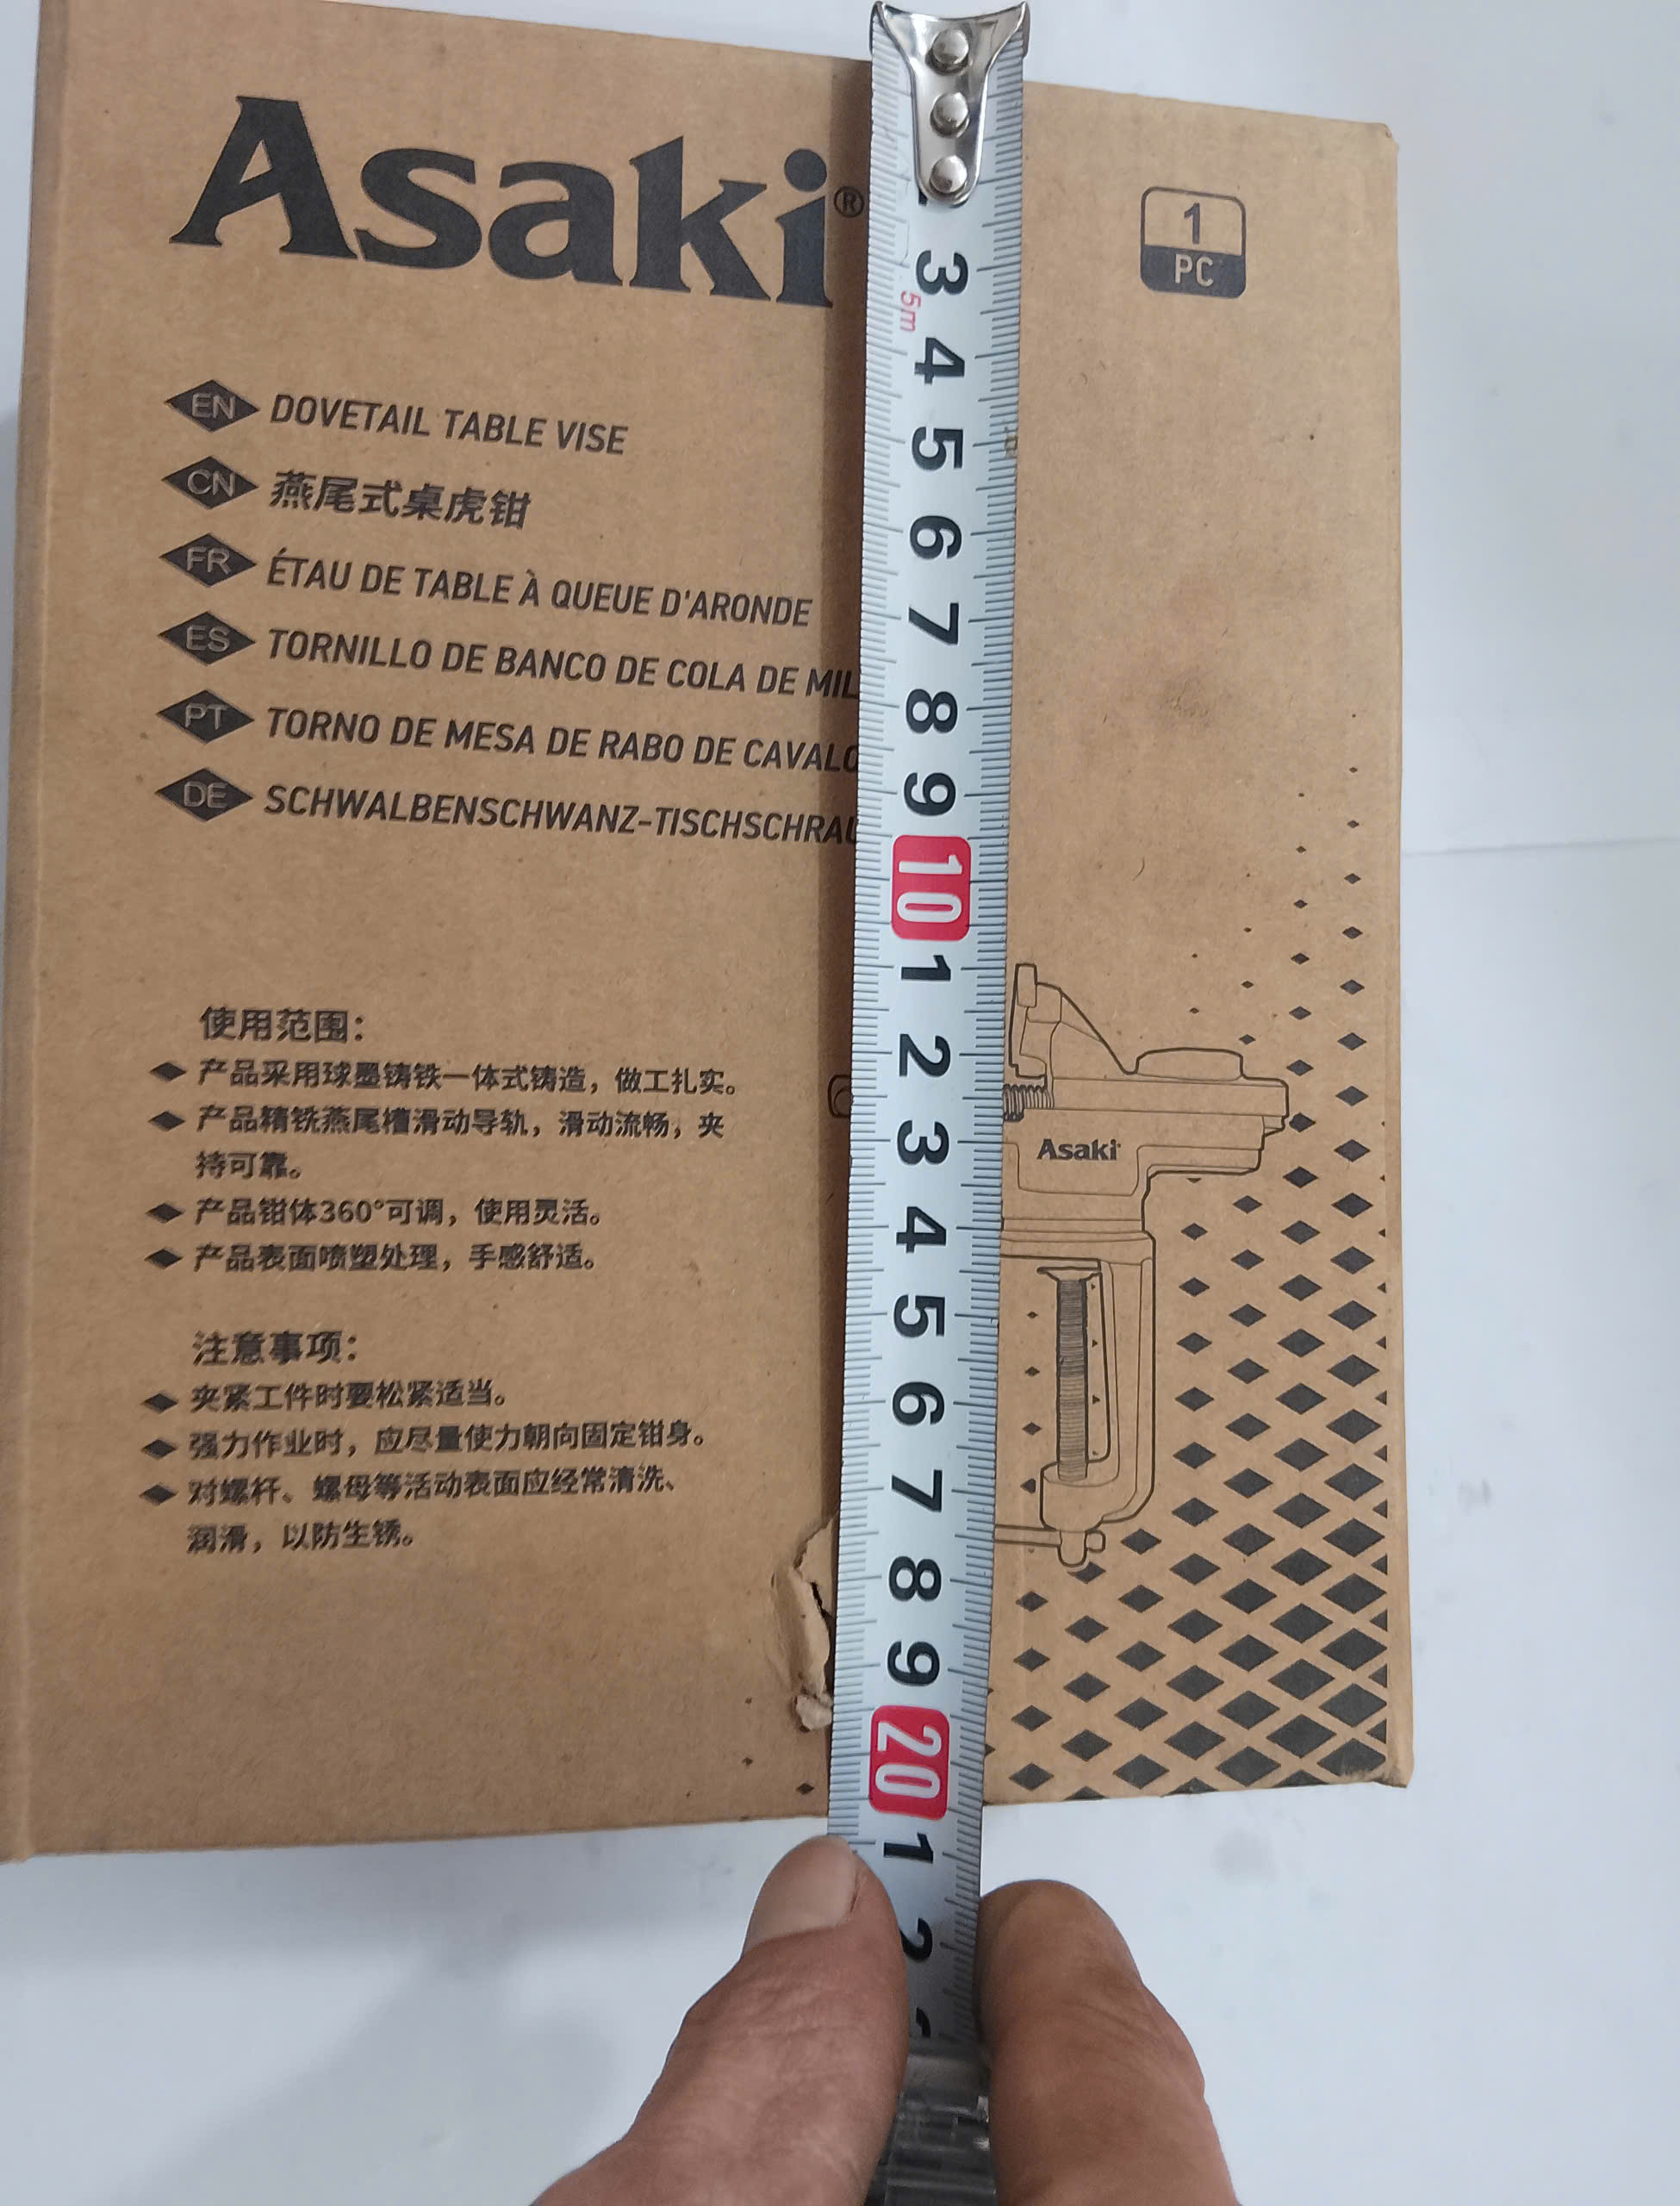 Asaki®
1
PC
EN DOVETAIL TABLE VISE
CN 燕尾式桌虎钳
FR ÉTAU DE TABLE À QUEUE D'ARONDE
ES TORNILLO DE BANCO DE COLA DE MIL
PT TORNO DE MESA DE RABO DE CAVALO
DE SCHWALBENSCHWANZ-TISCHSCHRAU
使用范围：
产品采用球墨铸铁一体式铸造，做工扎实。
产品精铣燕尾槽滑动导轨，滑动流畅，夹
持可靠。
产品钳体360°可调，使用灵活。
产品表面喷塑处理，手感舒适。
注意事项：
夹紧工件时要松紧适当。
强力作业时，应尽量使力朝向固定钳身。
对螺杆、螺母等活动表面应经常清洗、
润滑，以防生锈。
Asaki
3
5m
4
5
6
7
8
9
10
1
2
3
4
5
6
7
8
9
20
1
2